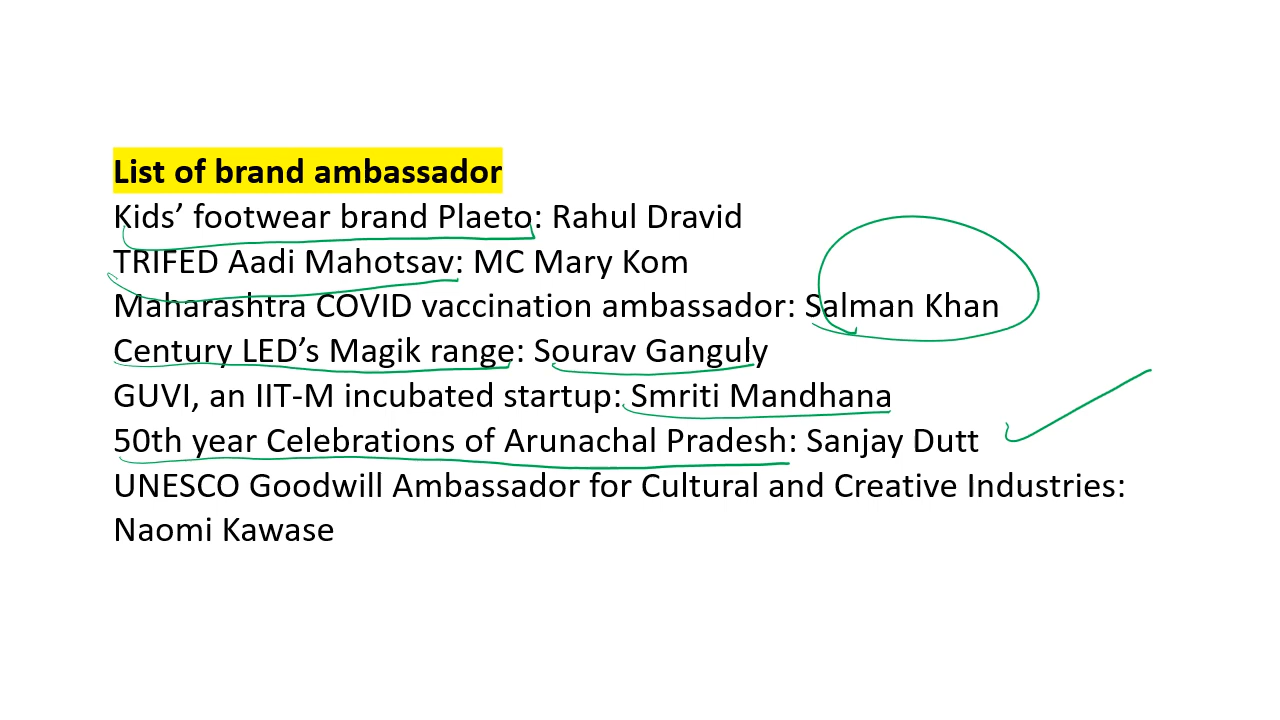 List of brand ambassador
Kids’ footwear brand Plaeto: Rahul Dravid
TRIFED Aadi Mahotsav: MC Mary Kom
Maharashtra COVID vaccination ambassador: Salman Khan
Century LED’s Magik range: Sourav Ganguly
GUVI, an IIT-M incubated startup: Smriti Mandhana
50th year Celebrations of Arunachal Pradesh: Sanjay Dutt
UNESCO Goodwill Ambassador for Cultural and Creative Industries:
Naomi Kawase